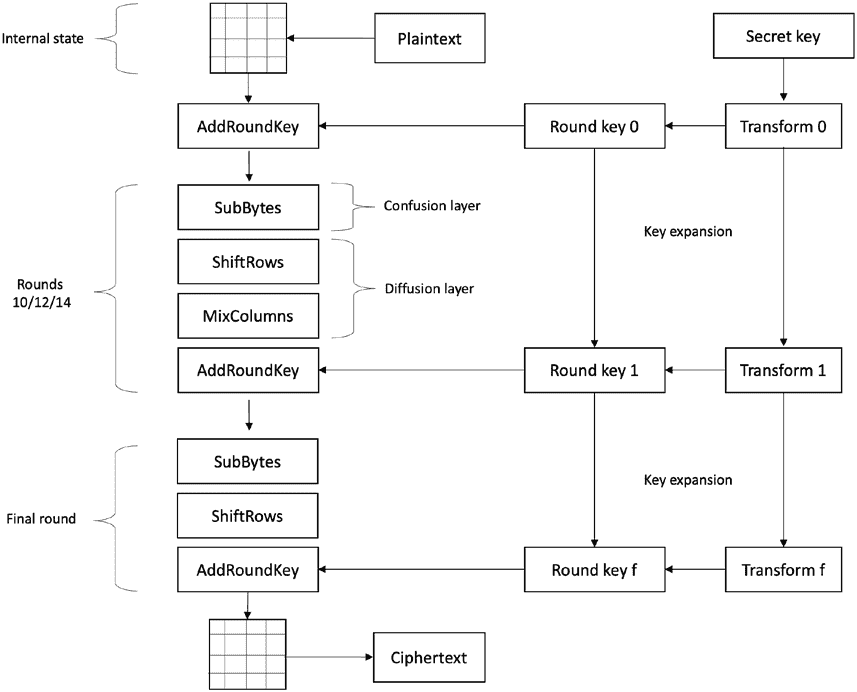 Internal state
Plaintext
Secret key
AddRoundKey
Round key 0
Transform 0
SubBytes
Confusion layer
ShiftRows
Key expansion
Rounds
10/12/14
Diffusion layer
MixColumns
AddRoundKey
Round key 1
Transform 1
SubBytes
Key expansion
Final round
ShiftRows
AddRoundKey
Round key f
Transform f
Ciphertext